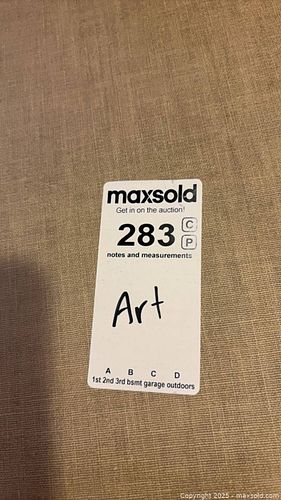 maxsold
Get in on the auction!
283 C
P
notes and measurements
Art
A B C D
1st 2nd 3rd bsmt garage outdoors
Copyright 2025 - maxsold.com